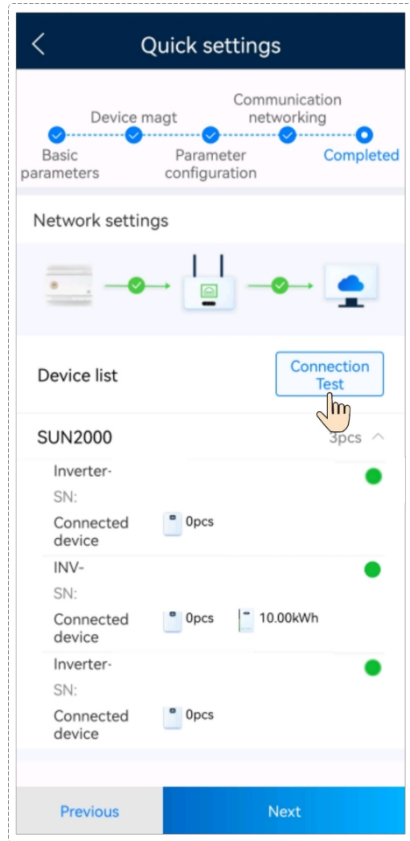 Quick settings
Communication
Device magt
networking
Basic
parameters
Parameter
configuration
Completed
Network settings
Device list
Connection
Test
SUN2000
3pcs
Inverter-
SN:
Connected
device
0pcs
INV-
SN:
Connected
device
0pcs
10.00kWh
Inverter-
SN:
Connected
device
0pcs
Previous
Next